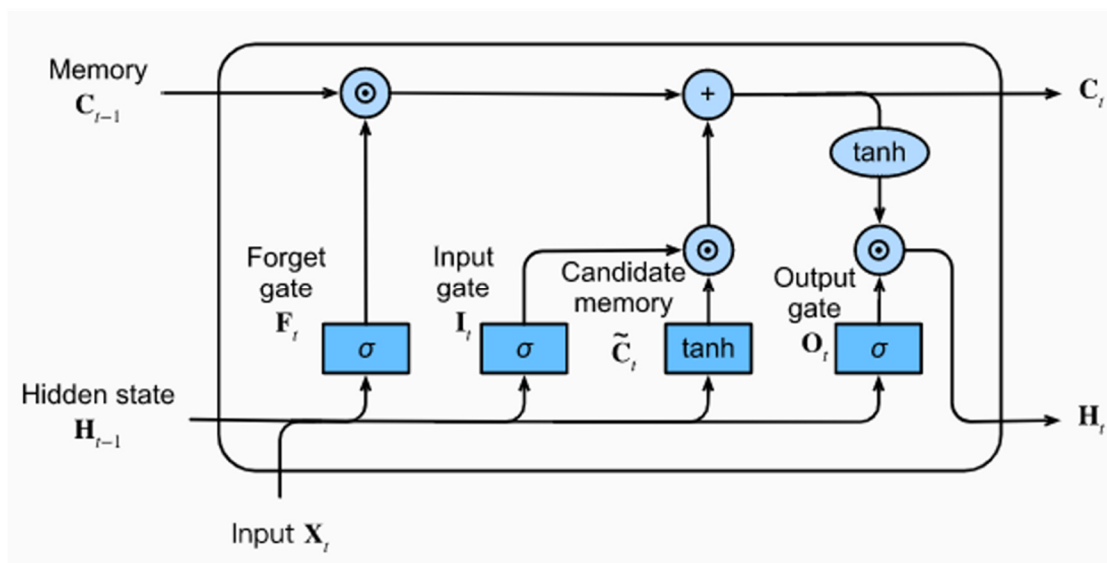 Memory
C_{t−1}
C_t
tanh
+
Forget
gate
F_t
Input
gate
I_t
Candidate
memory
C̃_t
Output
gate
O_t
σ
σ
tanh
σ
Hidden state
H_{t−1}
H_t
Input X_t